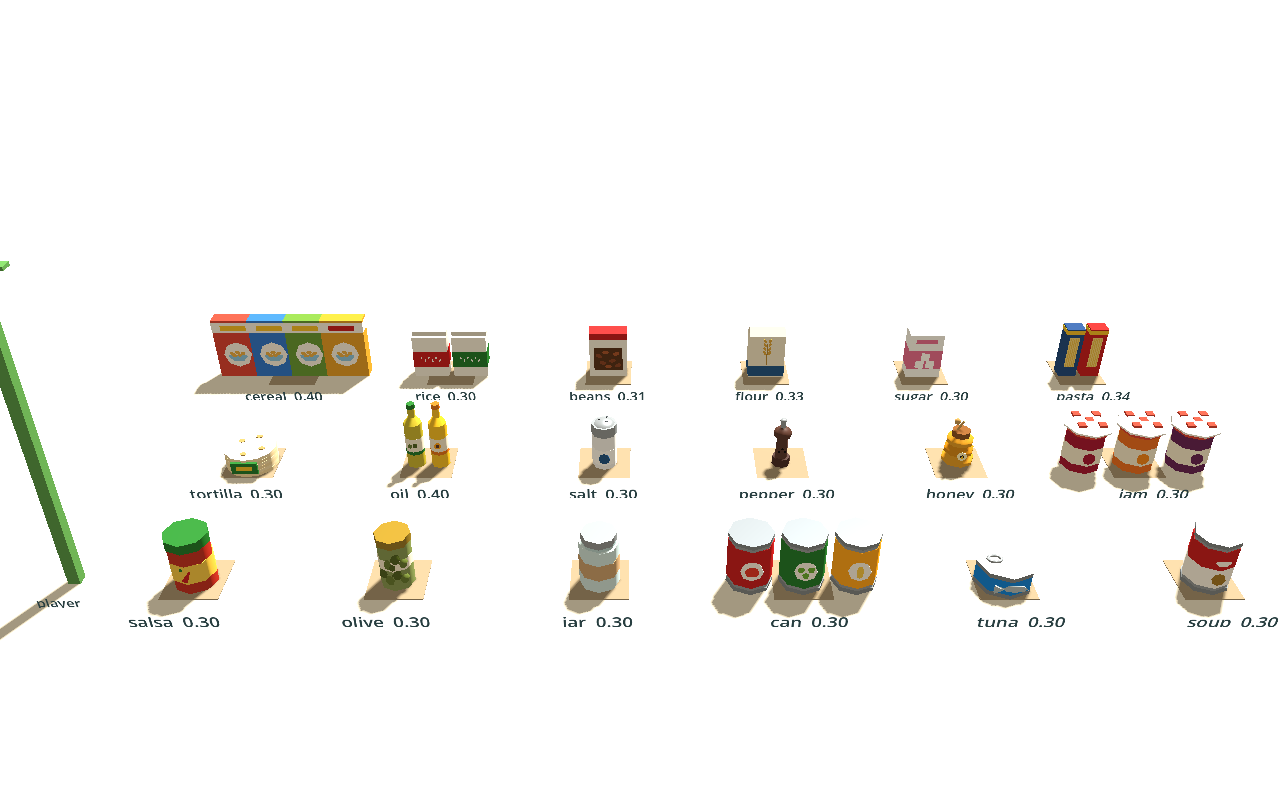 cereal 0.40
rice 0.30
beans 0.31
flour 0.33
sugar 0.30
pasta 0.34
tortilla 0.30
oil 0.40
salt 0.30
pepper 0.30
honey 0.30
jam 0.30
player
salsa 0.30
olive 0.30
jar 0.30
can 0.30
tuna 0.30
soup 0.30